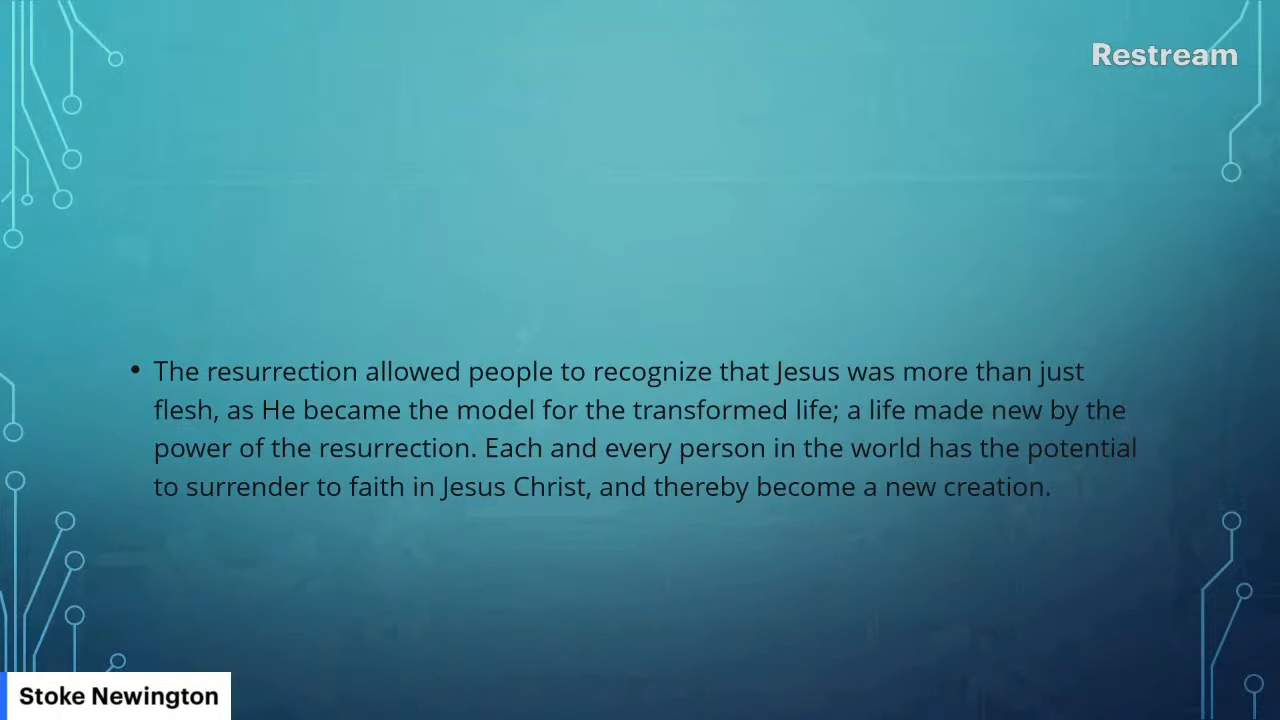 Restream
• The resurrection allowed people to recognize that Jesus was more than just
flesh, as He became the model for the transformed life; a life made new by the
power of the resurrection. Each and every person in the world has the potential
to surrender to faith in Jesus Christ, and thereby become a new creation.
Stoke Newington